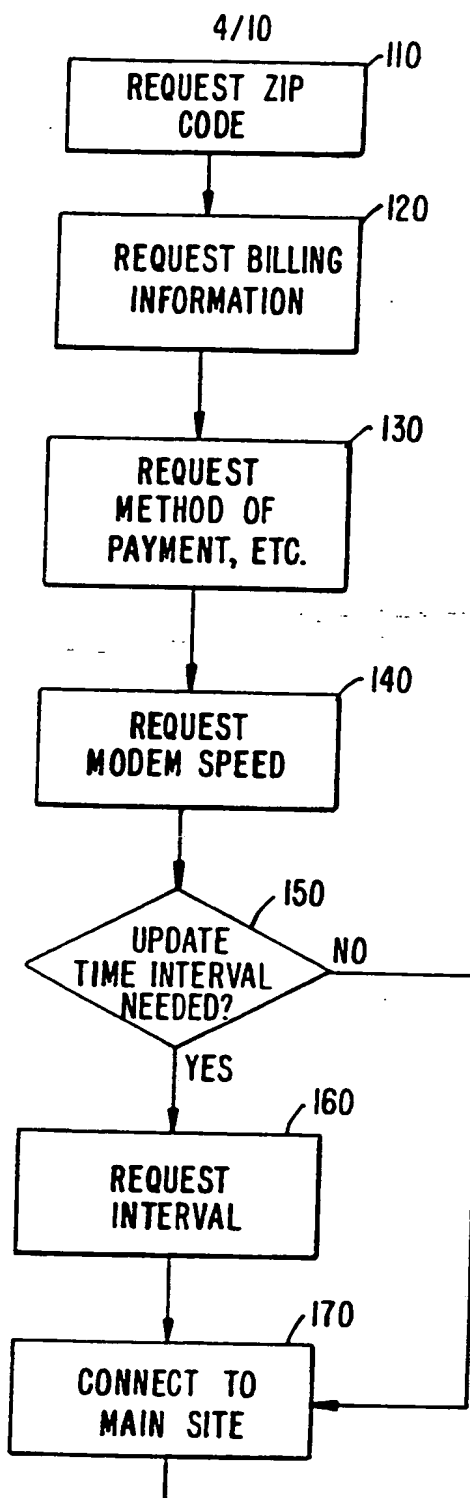 4/10
110
REQUEST ZIP
CODE
120
REQUEST BILLING
INFORMATION
130
REQUEST
METHOD OF
PAYMENT, ETC.
140
REQUEST
MODEM SPEED
150
UPDATE
TIME INTERVAL
NEEDED?
NO
YES
160
REQUEST
INTERVAL
170
CONNECT TO
MAIN SITE